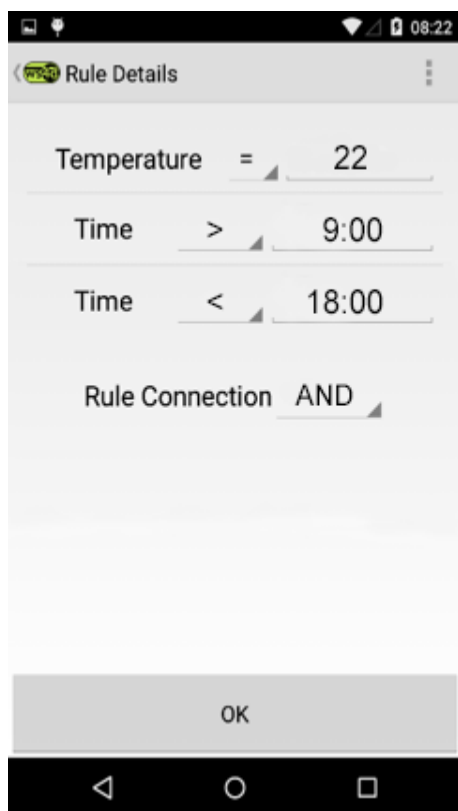 08:22
Rule Details
Temperature = 22
Time > 9:00
Time < 18:00
Rule Connection AND
OK